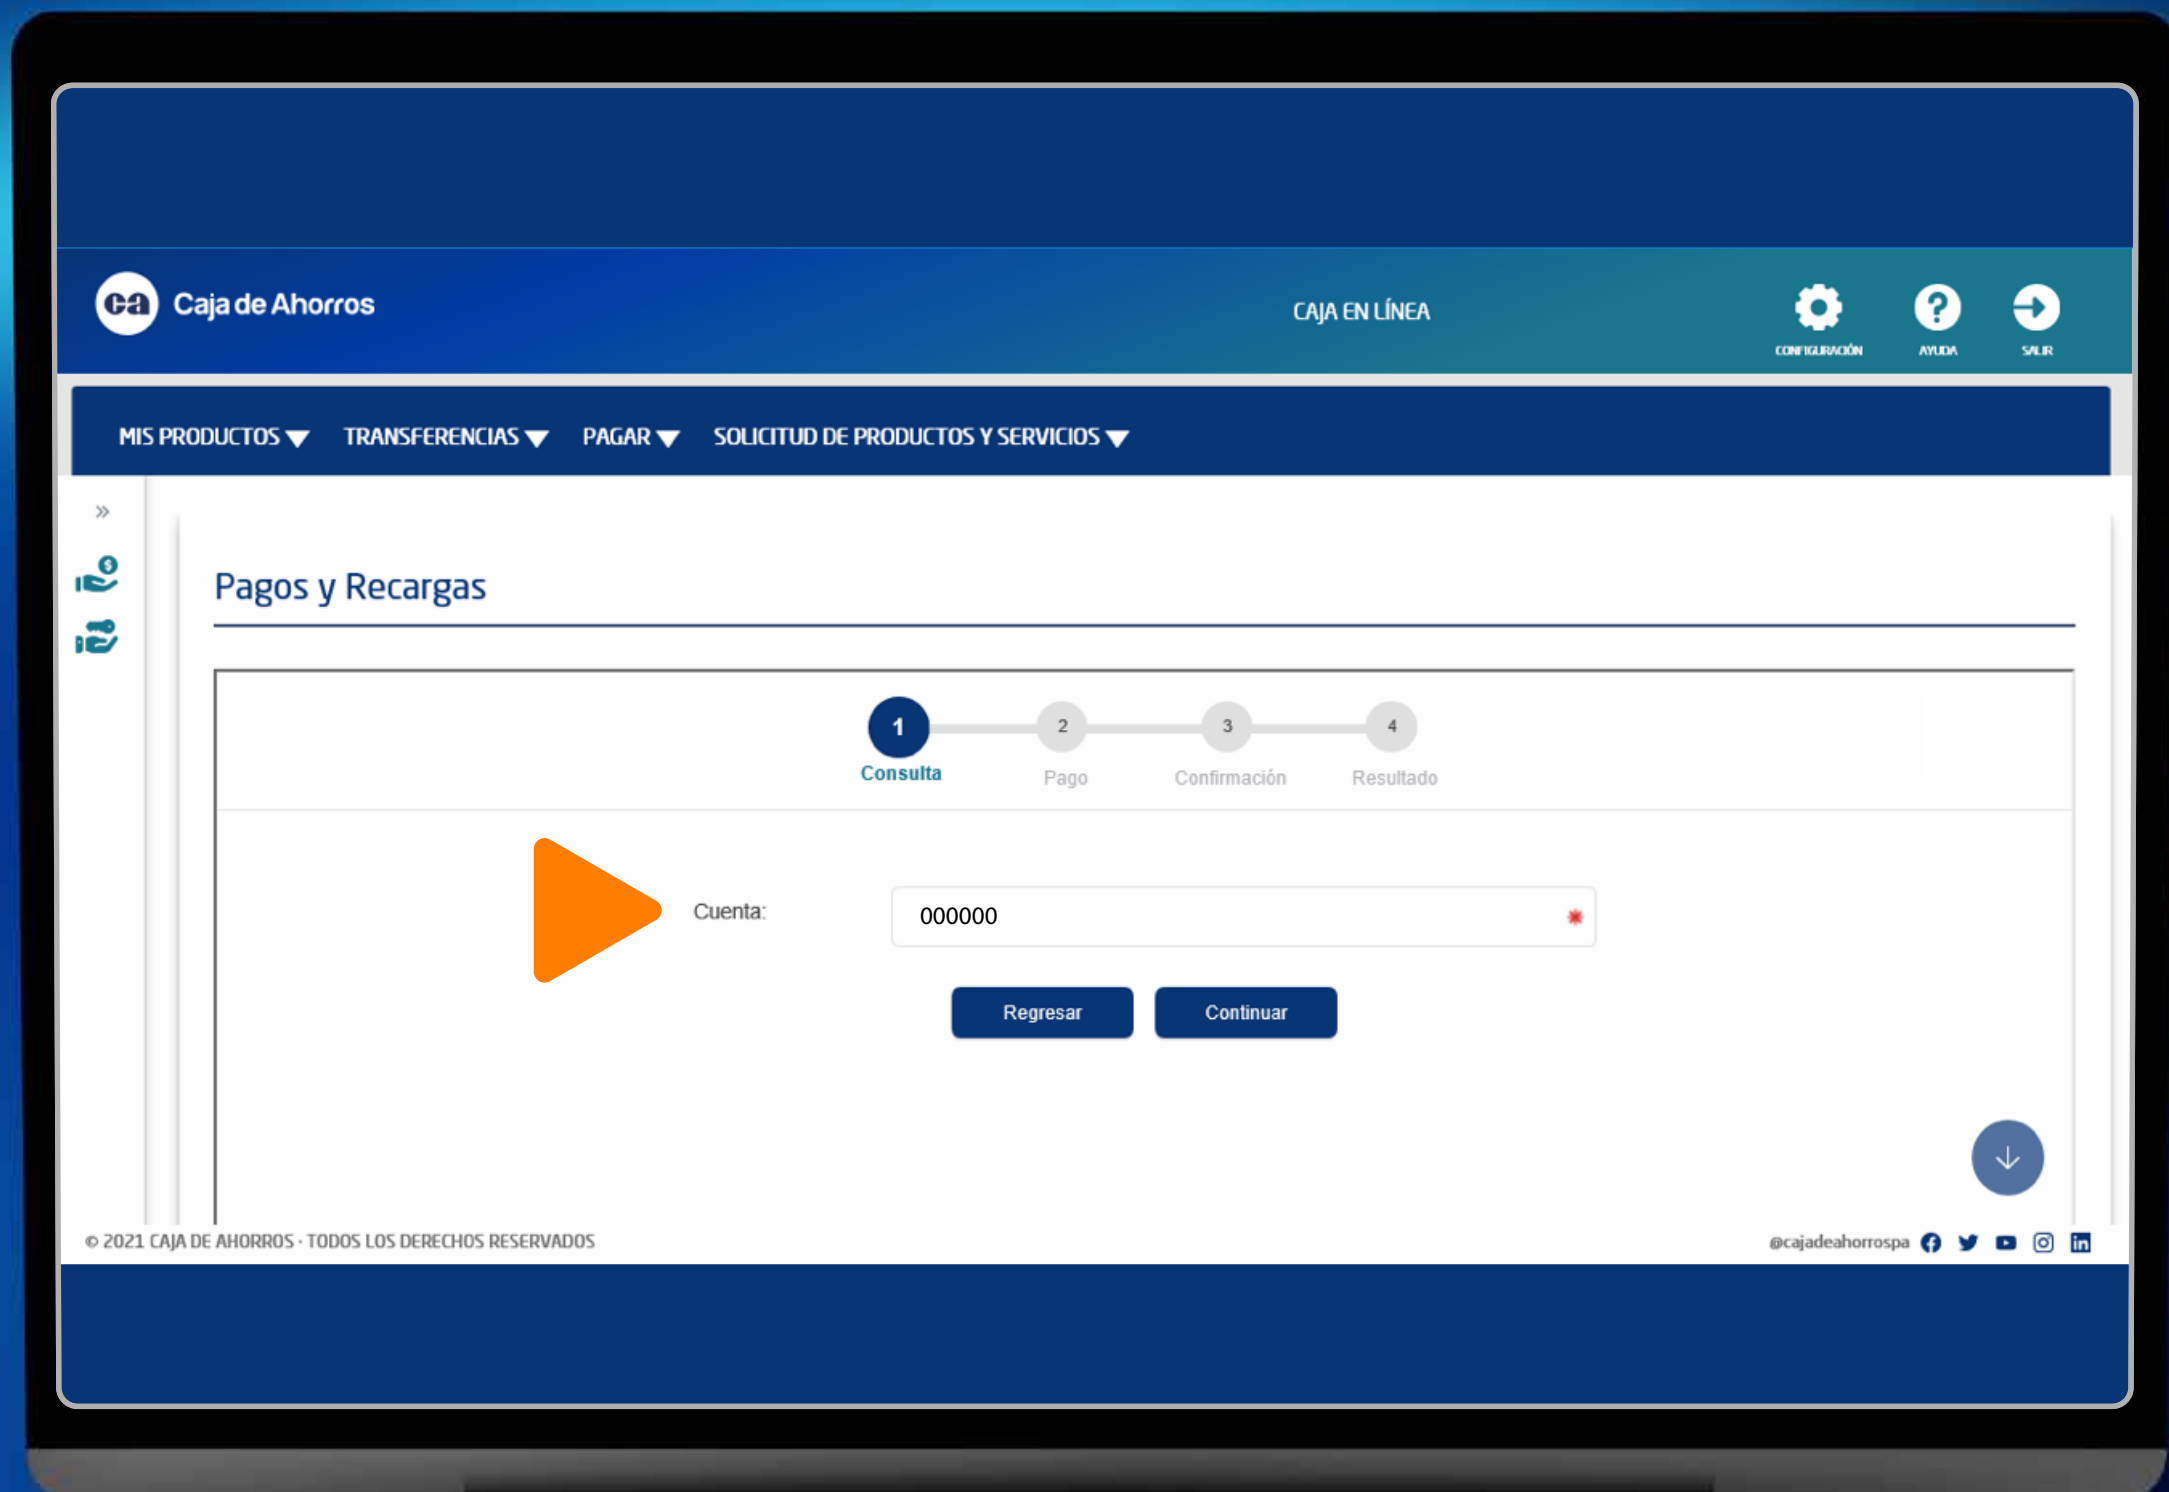 ca Caja de Ahorros
CAJA EN LÍNEA
CONFIGURACIÓN
AYUDA
SALIR
MIS PRODUCTOS
TRANSFERENCIAS
PAGAR
SOLICITUD DE PRODUCTOS Y SERVICIOS
Pagos y Recargas
1
2
3
4
Consulta
Pago
Confirmación
Resultado
Cuenta:
000000
Regresar
Continuar
© 2021 CAJA DE AHORROS · TODOS LOS DERECHOS RESERVADOS
@cajadeahorrospa